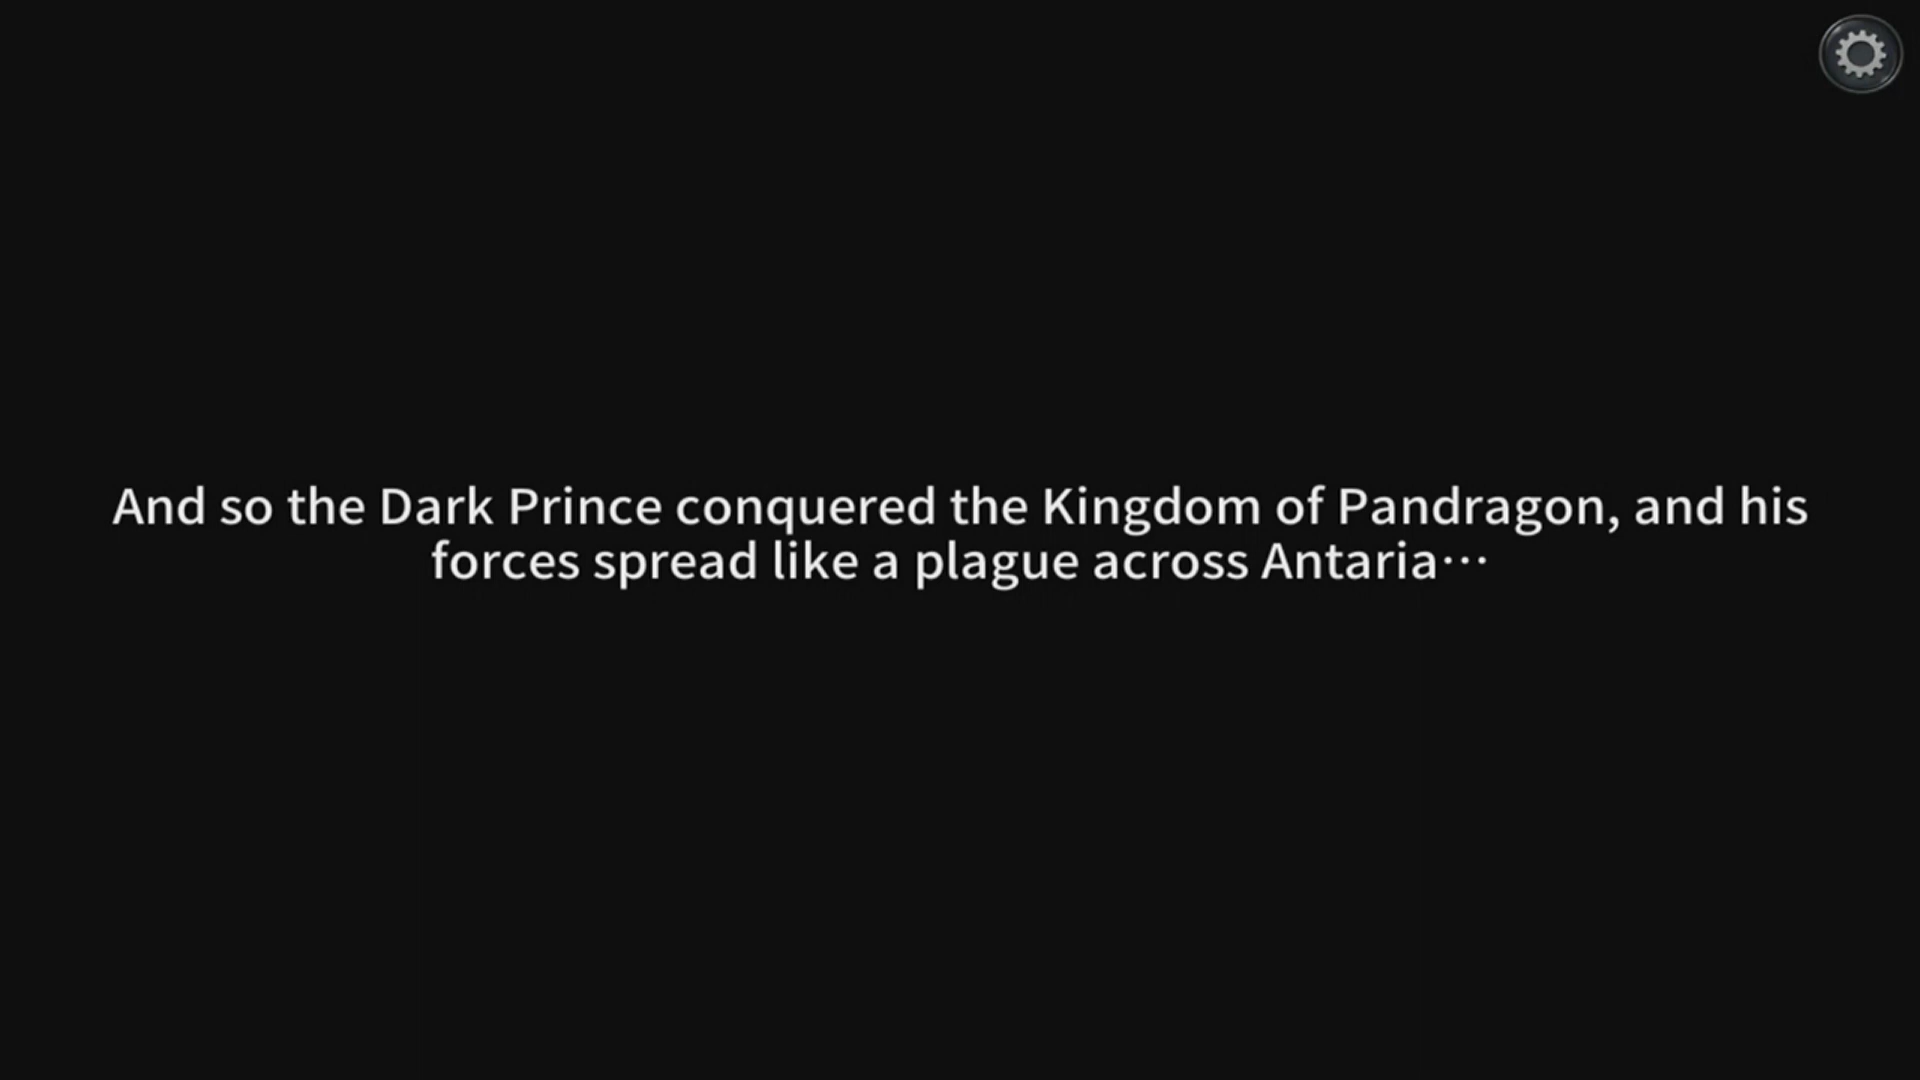 And so the Dark Prince conquered the Kingdom of Pandragon, and his
forces spread like a plague across Antaria⋯